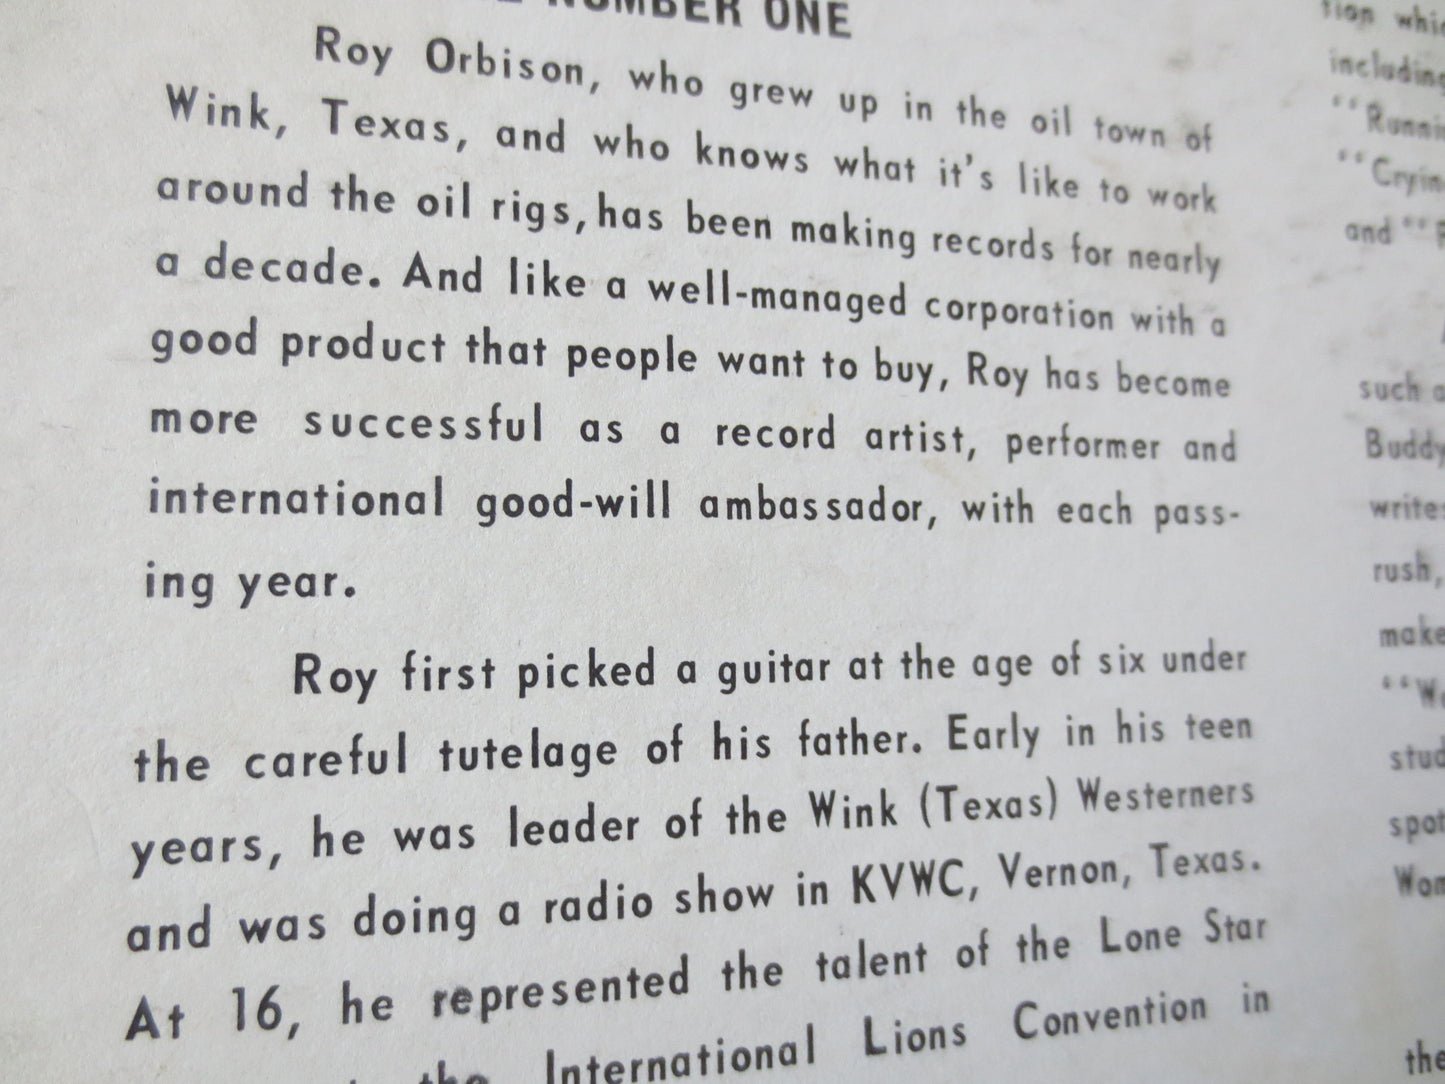 NUMBER ONE
Roy Orbison, who grew up in the oil town of
Wink, Texas, and who knows what it's like to work
around the oil rigs, has been making records for nearly
a decade. And like a well-managed corporation with a
good product that people want to buy, Roy has become
more successful as a record artist, performer and
international good-will ambassador, with each pass-
ing year.
Roy first picked a guitar at the age of six under
the careful tutelage of his father. Early in his teen
years, he was leader of the Wink (Texas) Westerners
and was doing a radio show in KVWC, Vernon, Texas.
At 16, he represented the talent of the Lone Star
the International Lions Convention in
including
and
such
Buddy
rush,
make
the